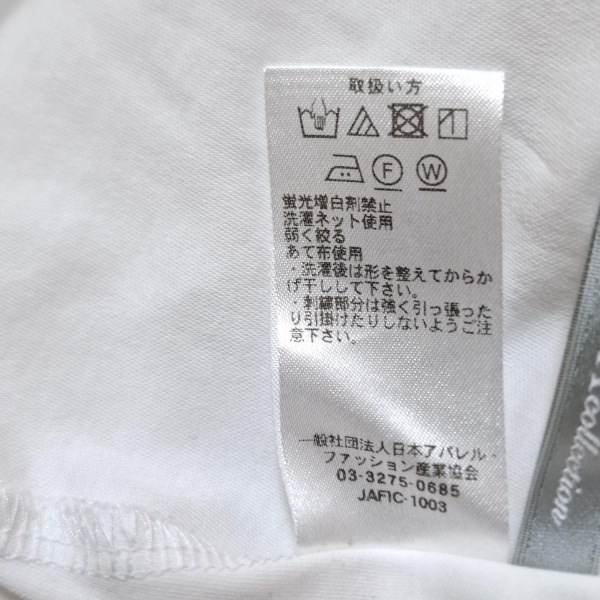 取扱い方
F W
蛍光増白剤禁止
洗濯ネット使用
弱く絞る
あて布使用
・洗濯後は形を整えてからか
げ干しして下さい。
・刺繍部分は強く引っ張った
り引掛けたりしないようご注
意下さい。
一般社団法人日本アパレル・
ファッション産業協会
03-3275-0685
JAFIC-1003
collection